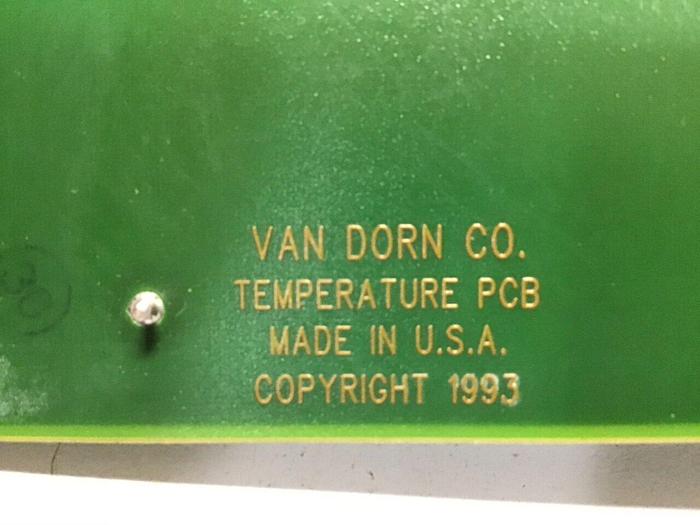 VAN DORN CO.
TEMPERATURE PCB
MADE IN U.S.A.
COPYRIGHT 1993